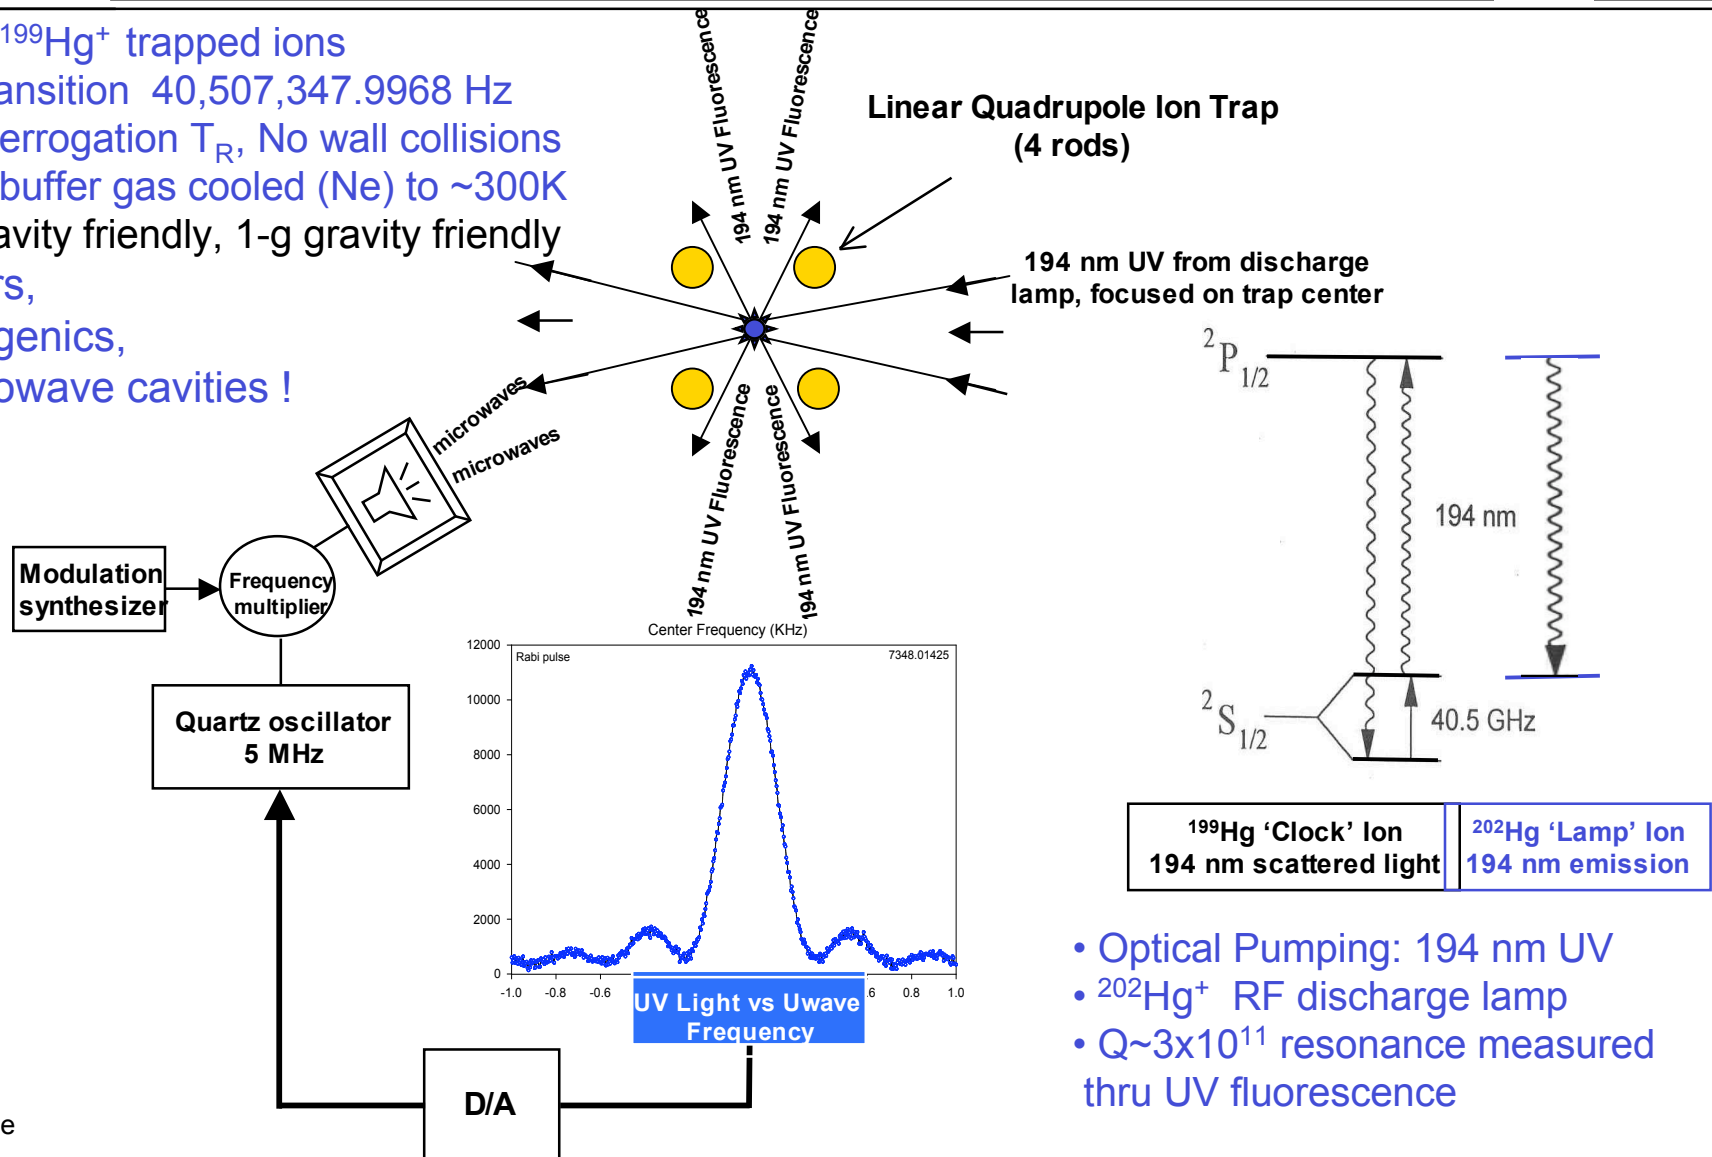 199Hg+ trapped ions
ansition 40,507,347.9968 Hz
errogation TR, No wall collisions
buffer gas cooled (Ne) to ~300K
avity friendly, 1-g gravity friendly
rs,
genics,
owave cavities !
194 nm UV Fluorescence
194 nm UV Fluorescence
Linear Quadrupole Ion Trap
(4 rods)
194 nm UV from discharge
lamp, focused on trap center
microwaves
microwaves
194 nm UV Fluorescence
194 nm UV Fluorescence
Modulation
synthesizer
Frequency
multiplier
Quartz oscillator
5 MHz
Center Frequency (KHz)
Rabi pulse
7348.01425
12000
10000
8000
6000
4000
2000
0
-1.0 -0.8 -0.6 .6 0.8 1.0
UV Light vs Uwave
Frequency
D/A
2P1/2
194 nm
2S1/2
40.5 GHz
199Hg ‘Clock’ Ion
194 nm scattered light
202Hg ‘Lamp’ Ion
194 nm emission
• Optical Pumping: 194 nm UV
• 202Hg+ RF discharge lamp
• Q~3x1011 resonance measured
thru UV fluorescence
e